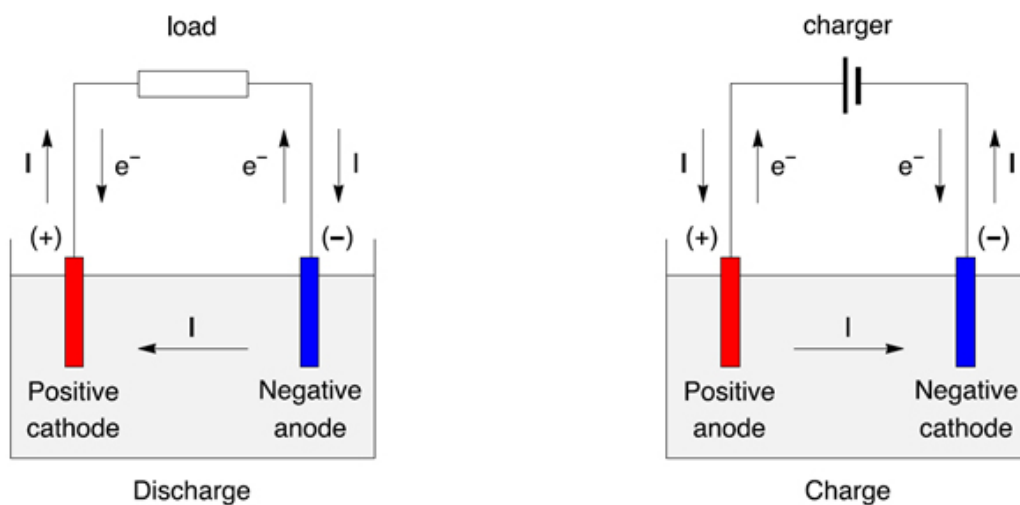 load
I
e⁻
e⁻
I
(+)
(−)
I
Positive
cathode
Negative
anode
Discharge
charger
I
e⁻
e⁻
I
(+)
(−)
I
Positive
anode
Negative
cathode
Charge